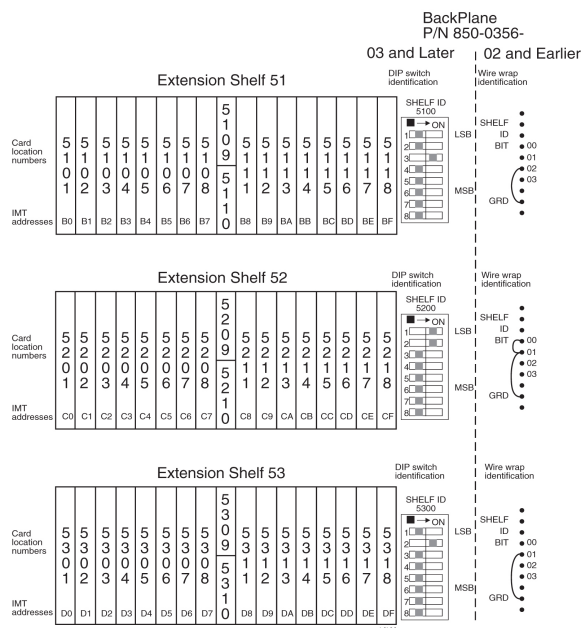 BackPlane
P/N 850-0356-
03 and Later
02 and Earlier
Extension Shelf 51
DIP switch
identification
Wire wrap
identification
Card
location
numbers
5101 5102 5103 5104 5105 5106 5107 5108 5109 5110 5111 5112 5113 5114 5115 5116 5117 5118
IMT
addresses
B0 B1 B2 B3 B4 B5 B6 B7 B8 B9 BA BB BC BD BE BF
SHELF ID
5100
ON
1
2
3
4
5
6
7
8
LSB
MSB
SHELF
ID
BIT
00
01
02
03
GRD
Extension Shelf 52
DIP switch
identification
Wire wrap
identification
Card
location
numbers
5201 5202 5203 5204 5205 5206 5207 5208 5209 5210 5211 5212 5213 5214 5215 5216 5217 5218
IMT
addresses
C0 C1 C2 C3 C4 C5 C6 C7 C8 C9 CA CB CC CD CE CF
SHELF ID
5200
ON
1
2
3
4
5
6
7
8
LSB
MSB
SHELF
ID
BIT
00
01
02
03
GRD
Extension Shelf 53
DIP switch
identification
Wire wrap
identification
Card
location
numbers
5301 5302 5303 5304 5305 5306 5307 5308 5309 5310 5311 5312 5313 5314 5315 5316 5317 5318
IMT
addresses
D0 D1 D2 D3 D4 D5 D6 D7 D8 D9 DA DB DC DD DE DF
SHELF ID
5300
ON
1
2
3
4
5
6
7
8
LSB
MSB
SHELF
ID
BIT
00
01
02
03
GRD